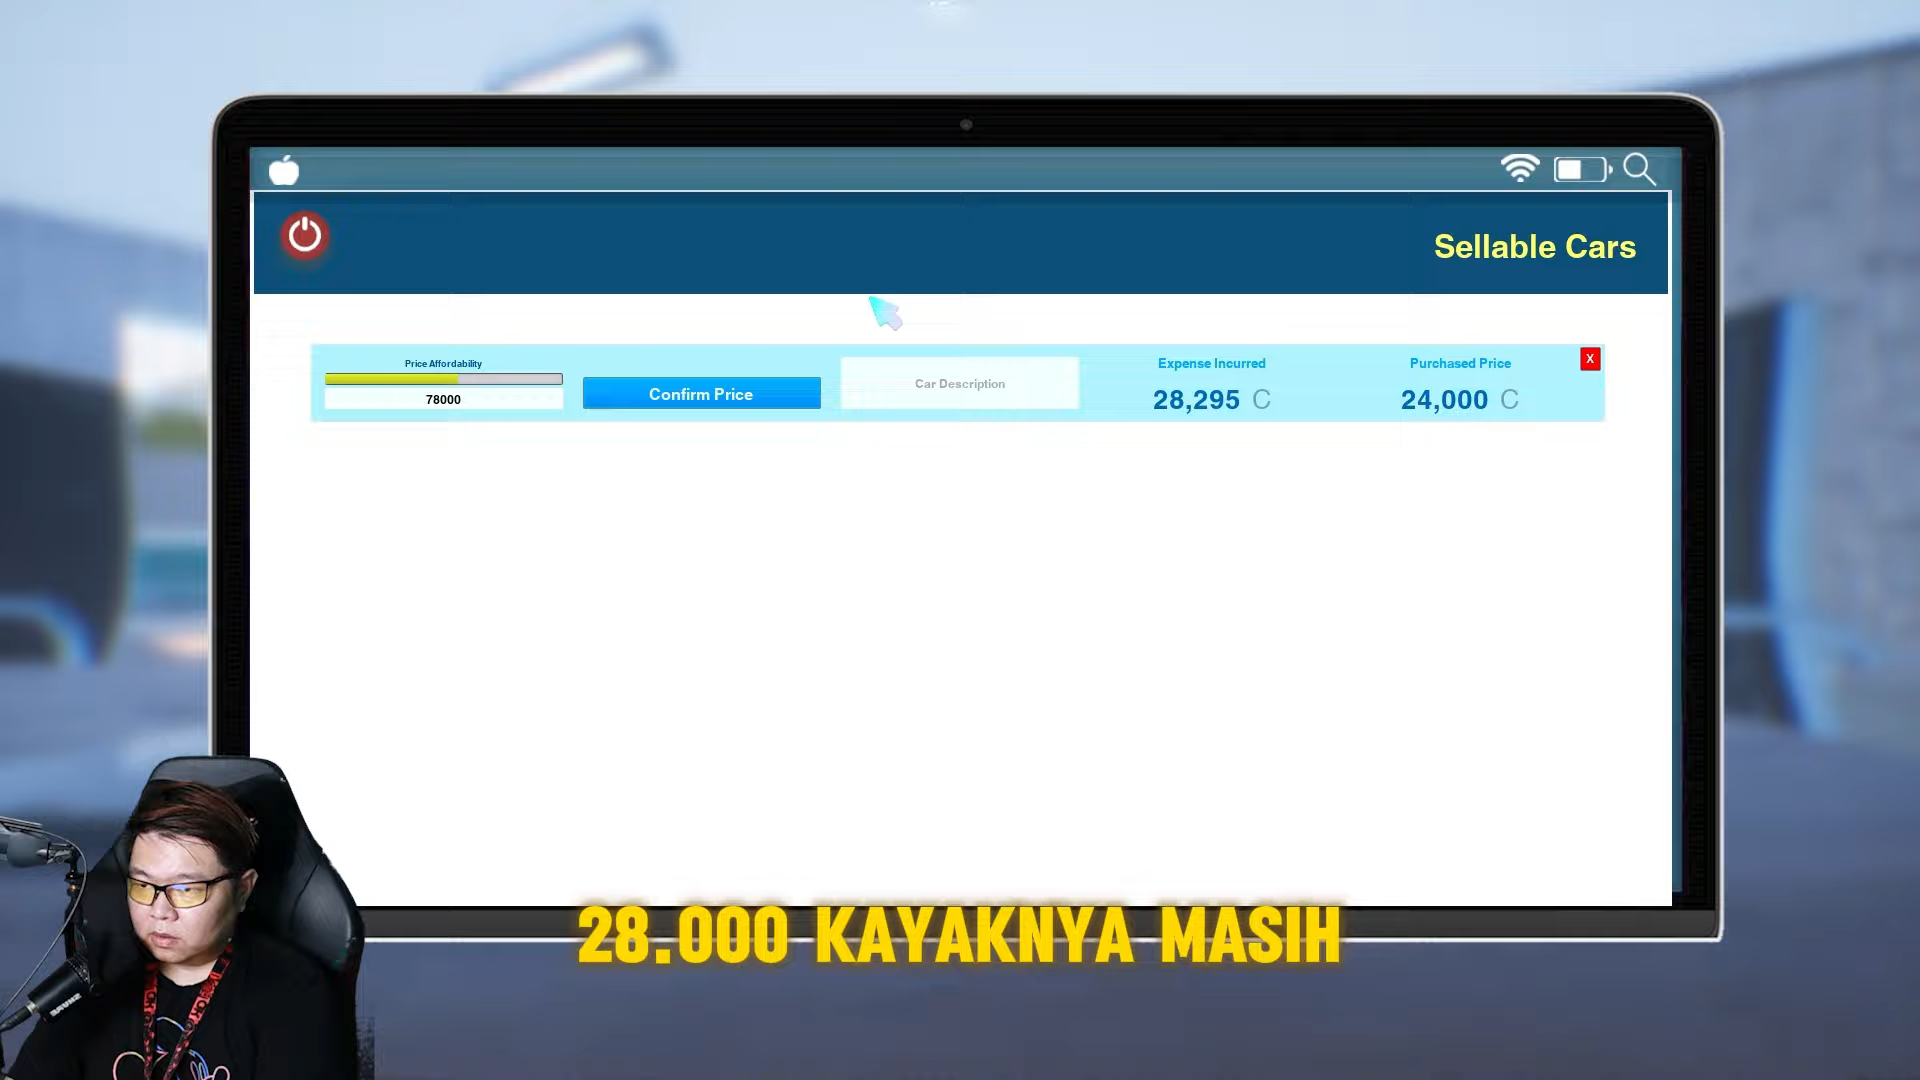 Sellable Cars
Price Affordability
78000
Confirm Price
Car Description
Expense Incurred
28,295 C
Purchased Price
24,000 C
X
28.000 KAYAKNYA MASIH